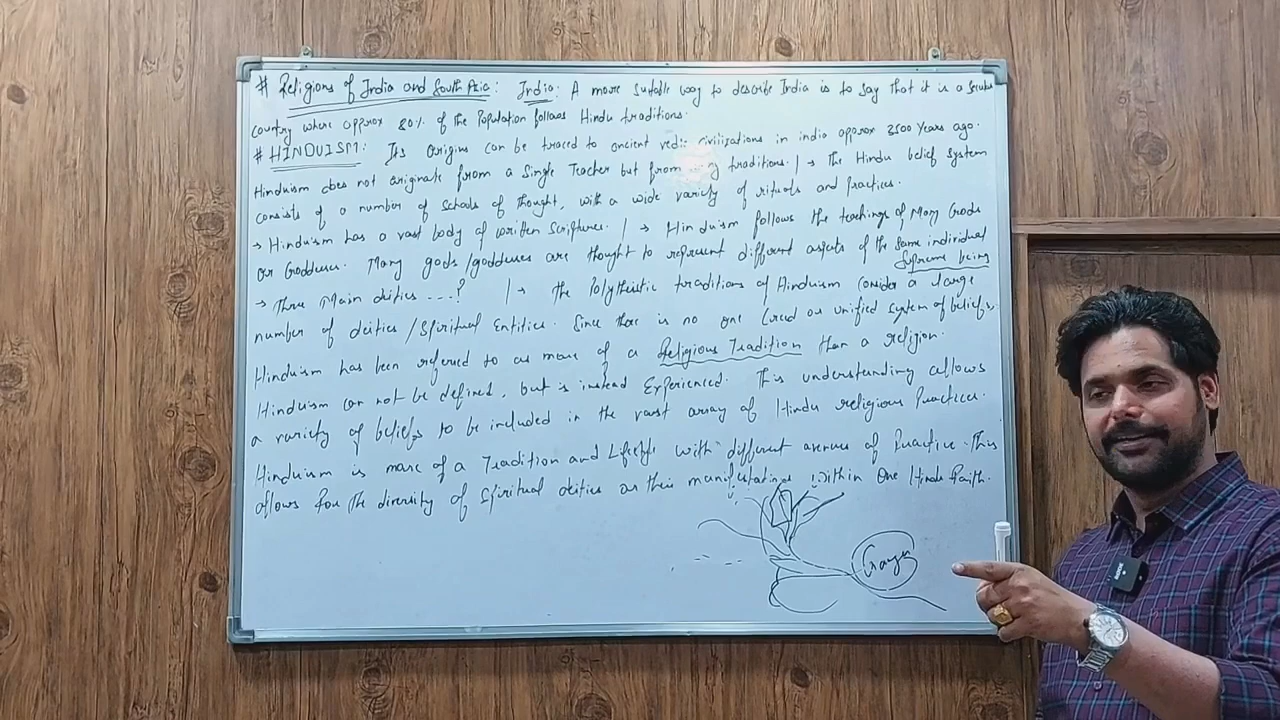 # Religions of India and South Asia: India: A more Suitable way to describe India is to say that it is a Secular
Country where approx 80% of the Population follows Hindu traditions.
# HINDUISM: Its origins can be traced to ancient vedic civilisations in india approx 3500 Years ago.
Hinduism does not originate from a Single Teacher but from many traditions. | → The Hindu belief System
consists of a number of Schools of thought, with a wide variety of rituals and Practices.
→ Hinduism has a vast body of written Scriptures. | → Hinduism follows the teachings of Many Gods
or Goddesses. Many gods/goddesses are thought to represent different aspects of the same individual
Supreme being
→ Three Main deities ....? | → The Polytheistic traditions of Hinduism Consider a large
number of deities/Spiritual Entities. Since there is no one Creed or unified system of beliefs,
Hinduism has been referred to as more of a Religious Tradition than a religion.
Hinduism can not be defined, but is instead Experienced. This understanding allows
a variety of beliefs to be included in the vast array of Hindu religious Practices.
Hinduism is more of a Tradition and Lifestyle with different avenues of Practice. This
allows for the diversity of Spiritual deities or their manifestations within One Hindu Faith.